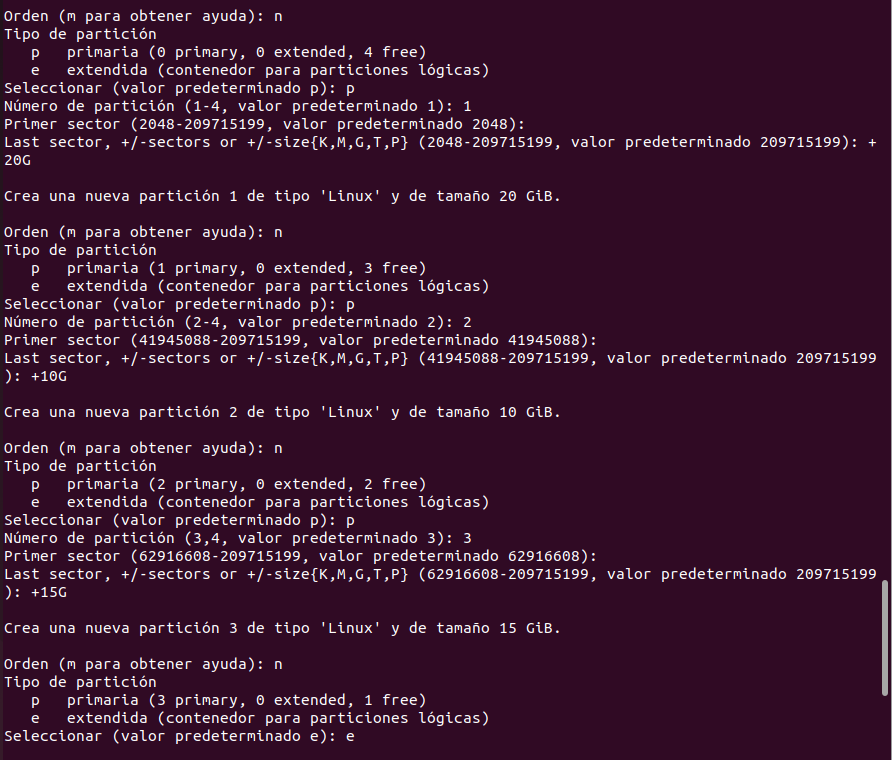 Orden (m para obtener ayuda): n
Tipo de partición
   p   primaria (0 primary, 0 extended, 4 free)
   e   extendida (contenedor para particiones lógicas)
Seleccionar (valor predeterminado p): p
Número de partición (1-4, valor predeterminado 1): 1
Primer sector (2048-209715199, valor predeterminado 2048):
Last sector, +/-sectors or +/-size{K,M,G,T,P} (2048-209715199, valor predeterminado 209715199): +
20G

Crea una nueva partición 1 de tipo 'Linux' y de tamaño 20 GiB.

Orden (m para obtener ayuda): n
Tipo de partición
   p   primaria (1 primary, 0 extended, 3 free)
   e   extendida (contenedor para particiones lógicas)
Seleccionar (valor predeterminado p): p
Número de partición (2-4, valor predeterminado 2): 2
Primer sector (41945088-209715199, valor predeterminado 41945088):
Last sector, +/-sectors or +/-size{K,M,G,T,P} (41945088-209715199, valor predeterminado 209715199
): +10G

Crea una nueva partición 2 de tipo 'Linux' y de tamaño 10 GiB.

Orden (m para obtener ayuda): n
Tipo de partición
   p   primaria (2 primary, 0 extended, 2 free)
   e   extendida (contenedor para particiones lógicas)
Seleccionar (valor predeterminado p): p
Número de partición (3,4, valor predeterminado 3): 3
Primer sector (62916608-209715199, valor predeterminado 62916608):
Last sector, +/-sectors or +/-size{K,M,G,T,P} (62916608-209715199, valor predeterminado 209715199
): +15G

Crea una nueva partición 3 de tipo 'Linux' y de tamaño 15 GiB.

Orden (m para obtener ayuda): n
Tipo de partición
   p   primaria (3 primary, 0 extended, 1 free)
   e   extendida (contenedor para particiones lógicas)
Seleccionar (valor predeterminado e): e